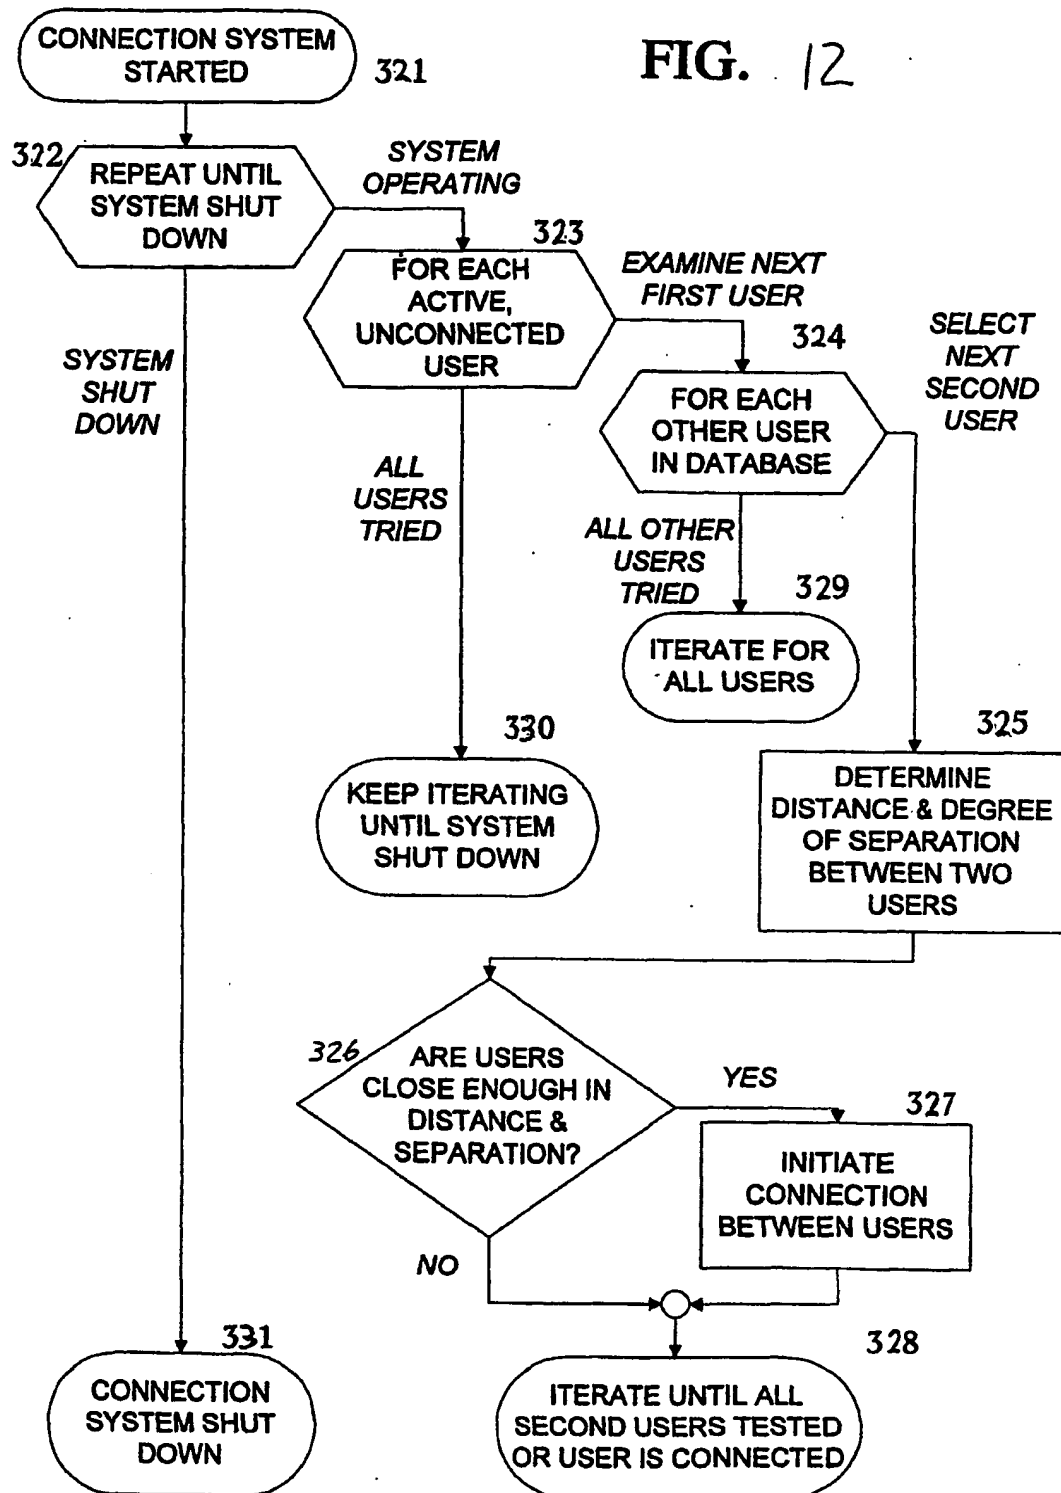 CONNECTION SYSTEM
STARTED
321
FIG. 12
322
REPEAT UNTIL
SYSTEM SHUT
DOWN
SYSTEM
OPERATING
323
FOR EACH
ACTIVE,
UNCONNECTED
USER
EXAMINE NEXT
FIRST USER
324
FOR EACH
OTHER USER
IN DATABASE
SELECT
NEXT
SECOND
USER
SYSTEM
SHUT
DOWN
ALL
USERS
TRIED
ALL OTHER
USERS
TRIED
329
ITERATE FOR
ALL USERS
330
KEEP ITERATING
UNTIL SYSTEM
SHUT DOWN
325
DETERMINE
DISTANCE & DEGREE
OF SEPARATION
BETWEEN TWO
USERS
326
ARE USERS
CLOSE ENOUGH IN
DISTANCE &
SEPARATION?
YES
327
INITIATE
CONNECTION
BETWEEN USERS
NO
328
ITERATE UNTIL ALL
SECOND USERS TESTED
OR USER IS CONNECTED
331
CONNECTION
SYSTEM SHUT
DOWN